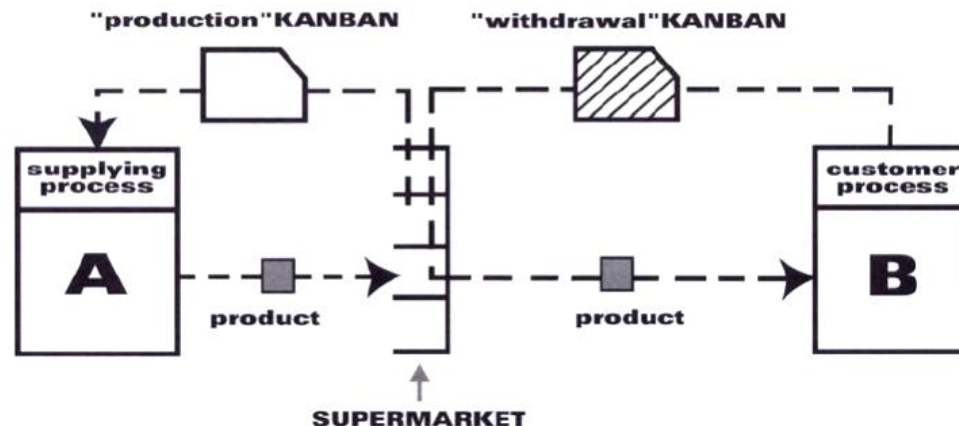 "production"KANBAN
"withdrawal"KANBAN
supplying
process
customer
process
A
B
product
product
SUPERMARKET